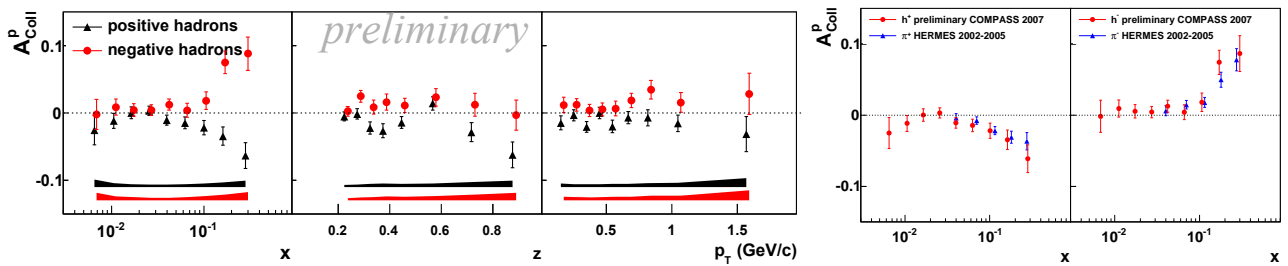 A^p_Coll
0.1
0
-0.1
positive hadrons
negative hadrons
preliminary
10^-2
10^-1
x
0.2
0.4
0.6
0.8
z
0.5
1
1.5
p_T (GeV/c)
A^p_Coll
0.1
0
-0.1
h^+ preliminary COMPASS 2007
π^+ HERMES 2002-2005
h^- preliminary COMPASS 2007
π^- HERMES 2002-2005
10^-2
10^-1
x
10^-2
10^-1
x